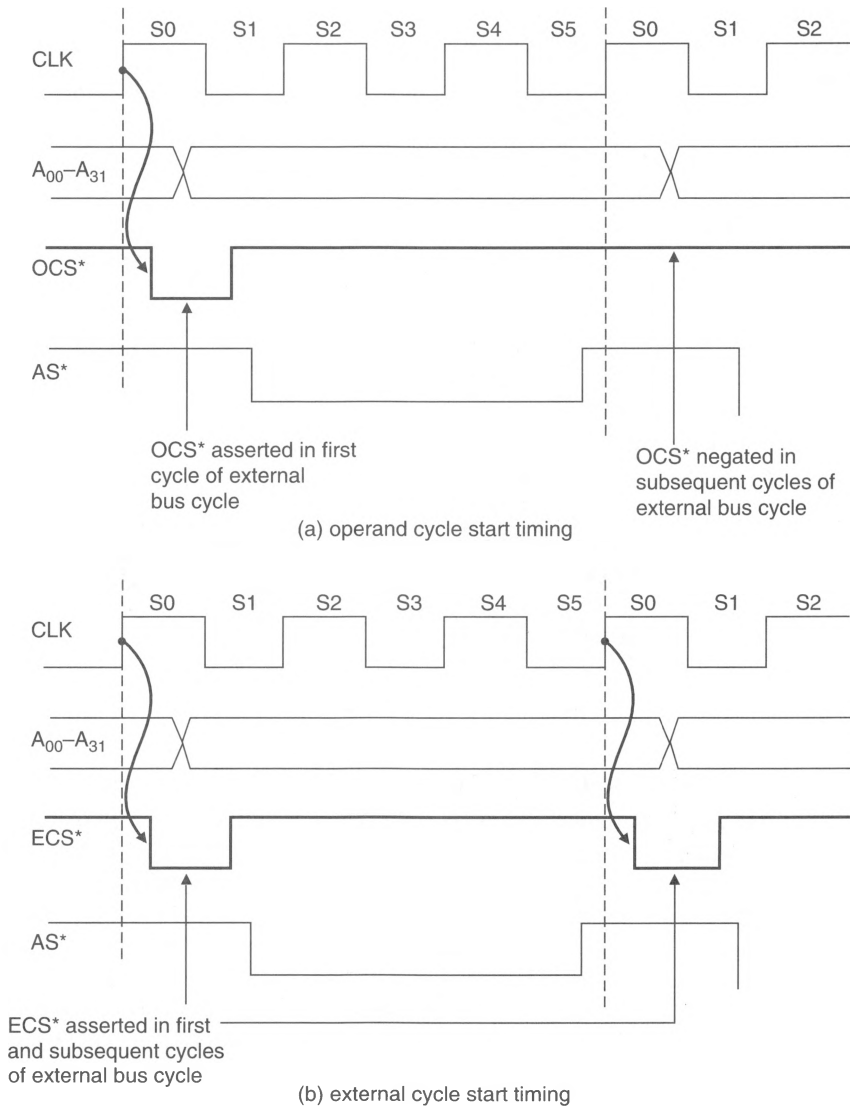 S0 S1 S2 S3 S4 S5 S0 S1 S2
CLK
A00–A31
OCS*
AS*
OCS* asserted in first
cycle of external
bus cycle
OCS* negated in
subsequent cycles of
external bus cycle
(a) operand cycle start timing
S0 S1 S2 S3 S4 S5 S0 S1 S2
CLK
A00–A31
ECS*
AS*
ECS* asserted in first
and subsequent cycles
of external bus cycle
(b) external cycle start timing